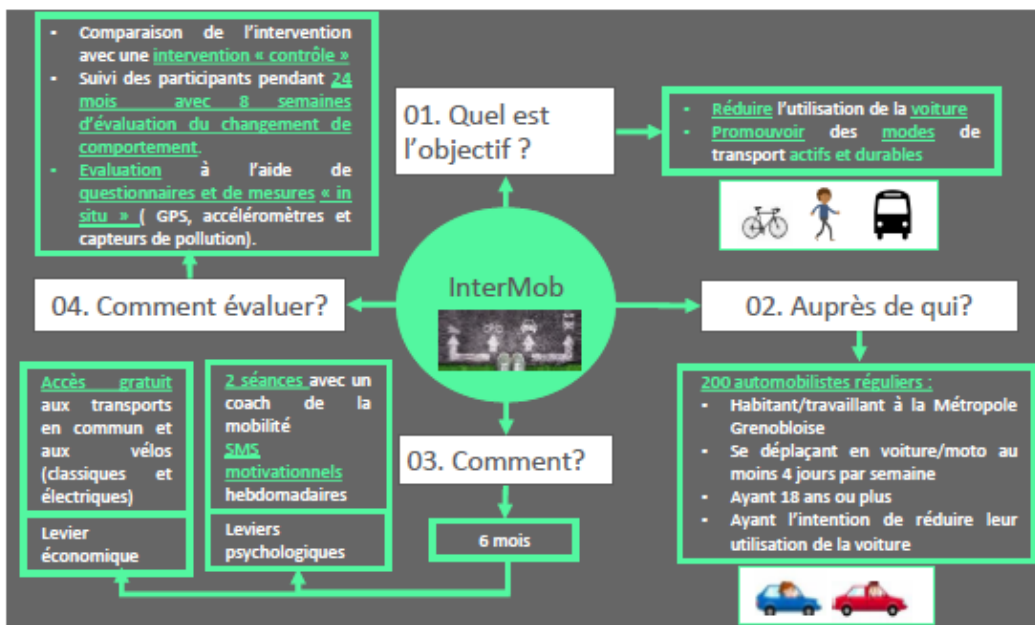 InterMob
01. Quel est
l'objectif ?
• Réduire l'utilisation de la voiture
• Promouvoir des modes de
transport actifs et durables
02. Auprès de qui?
200 automobilistes réguliers :
• Habitant/travaillant à la Métropole
Grenobloise
• Se déplaçant en voiture/moto au
moins 4 jours par semaine
• Ayant 18 ans ou plus
• Ayant l'intention de réduire leur
utilisation de la voiture
03. Comment?
6 mois
2 séances avec un
coach de la
mobilité
SMS
motivationnels
hebdomadaires
Leviers
psychologiques
Accès gratuit
aux transports
en commun et
aux vélos
(classiques et
électriques)
Levier
économique
04. Comment évaluer?
• Comparaison de l'intervention
avec une intervention « contrôle »
• Suivi des participants pendant 24
mois avec 8 semaines
d'évaluation du changement de
comportement.
• Evaluation à l'aide de
questionnaires et de mesures « in
situ » ( GPS, accéléromètres et
capteurs de pollution).